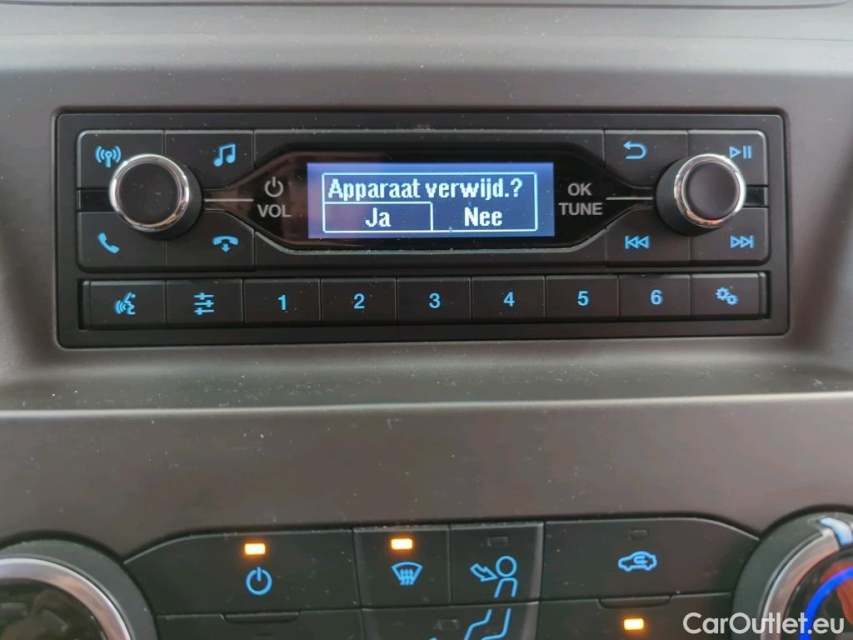 Apparaat verwijd.?
Ja Nee
VOL
OK
TUNE
1 2 3 4 5 6
CarOutlet.eu